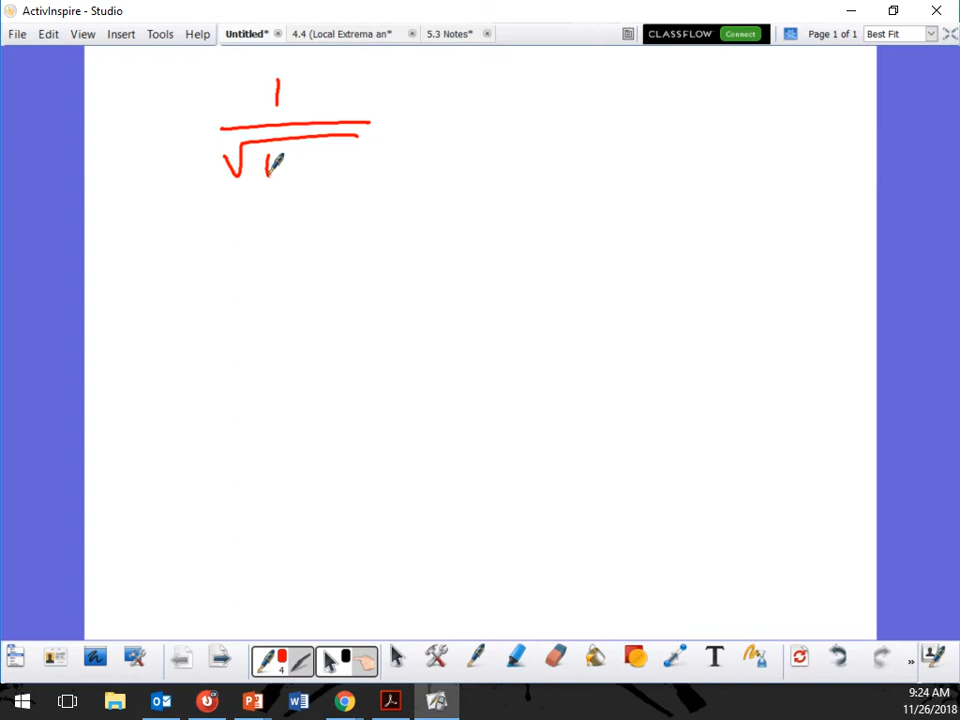 ActivInspire - Studio
File Edit View Insert Tools Help Untitled* 4.4 (Local Extrema an* 5.3 Notes* CLASSFLOW Connect Page 1 of 1 Best Fit
1
√
4
T
»
9:24 AM
11/26/2018